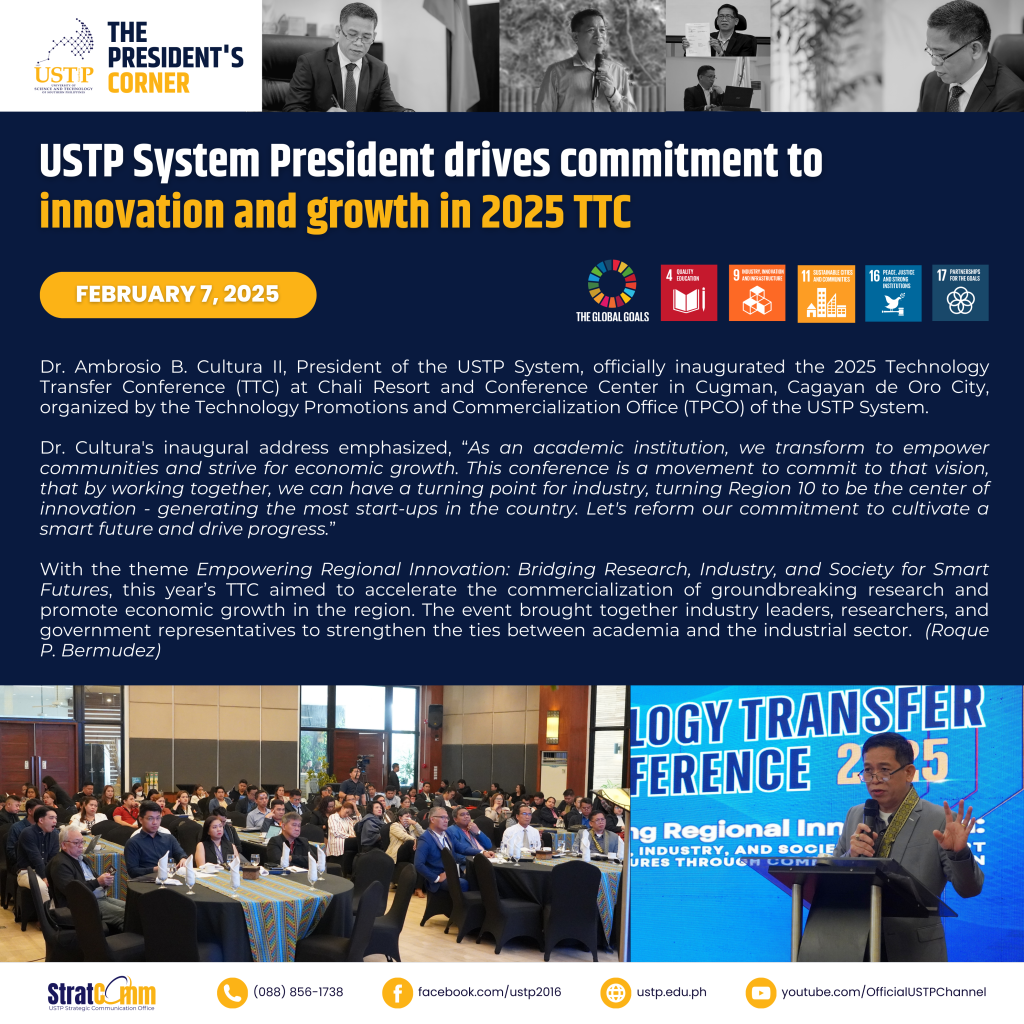 USTP
UNIVERSITY OF
SCIENCE AND TECHNOLOGY
OF SOUTHERN PHILIPPINES
THE
PRESIDENT'S
CORNER
USTP System President drives commitment to
innovation and growth in 2025 TTC
FEBRUARY 7, 2025
THE GLOBAL GOALS
4 QUALITY
EDUCATION
9 INDUSTRY, INNOVATION
AND INFRASTRUCTURE
11 SUSTAINABLE CITIES
AND COMMUNITIES
16 PEACE, JUSTICE
AND STRONG
INSTITUTIONS
17 PARTNERSHIPS
FOR THE GOALS
Dr. Ambrosio B. Cultura II, President of the USTP System, officially inaugurated the 2025 Technology
Transfer Conference (TTC) at Chali Resort and Conference Center in Cugman, Cagayan de Oro City,
organized by the Technology Promotions and Commercialization Office (TPCO) of the USTP System.
Dr. Cultura's inaugural address emphasized, “As an academic institution, we transform to empower
communities and strive for economic growth. This conference is a movement to commit to that vision,
that by working together, we can have a turning point for industry, turning Region 10 to be the center of
innovation - generating the most start-ups in the country. Let's reform our commitment to cultivate a
smart future and drive progress.”
With the theme Empowering Regional Innovation: Bridging Research, Industry, and Society for Smart
Futures, this year’s TTC aimed to accelerate the commercialization of groundbreaking research and
promote economic growth in the region. The event brought together industry leaders, researchers, and
government representatives to strengthen the ties between academia and the industrial sector. (Roque
P. Bermudez)
LOGY TRANSFER
FERENCE 2025
ng Regional Inn
, INDUSTRY, AND SOCIE
URES THROUGH COM
StratComm
USTP Strategic Communication Office
(088) 856-1738
facebook.com/ustp2016
ustp.edu.ph
youtube.com/OfficialUSTPChannel